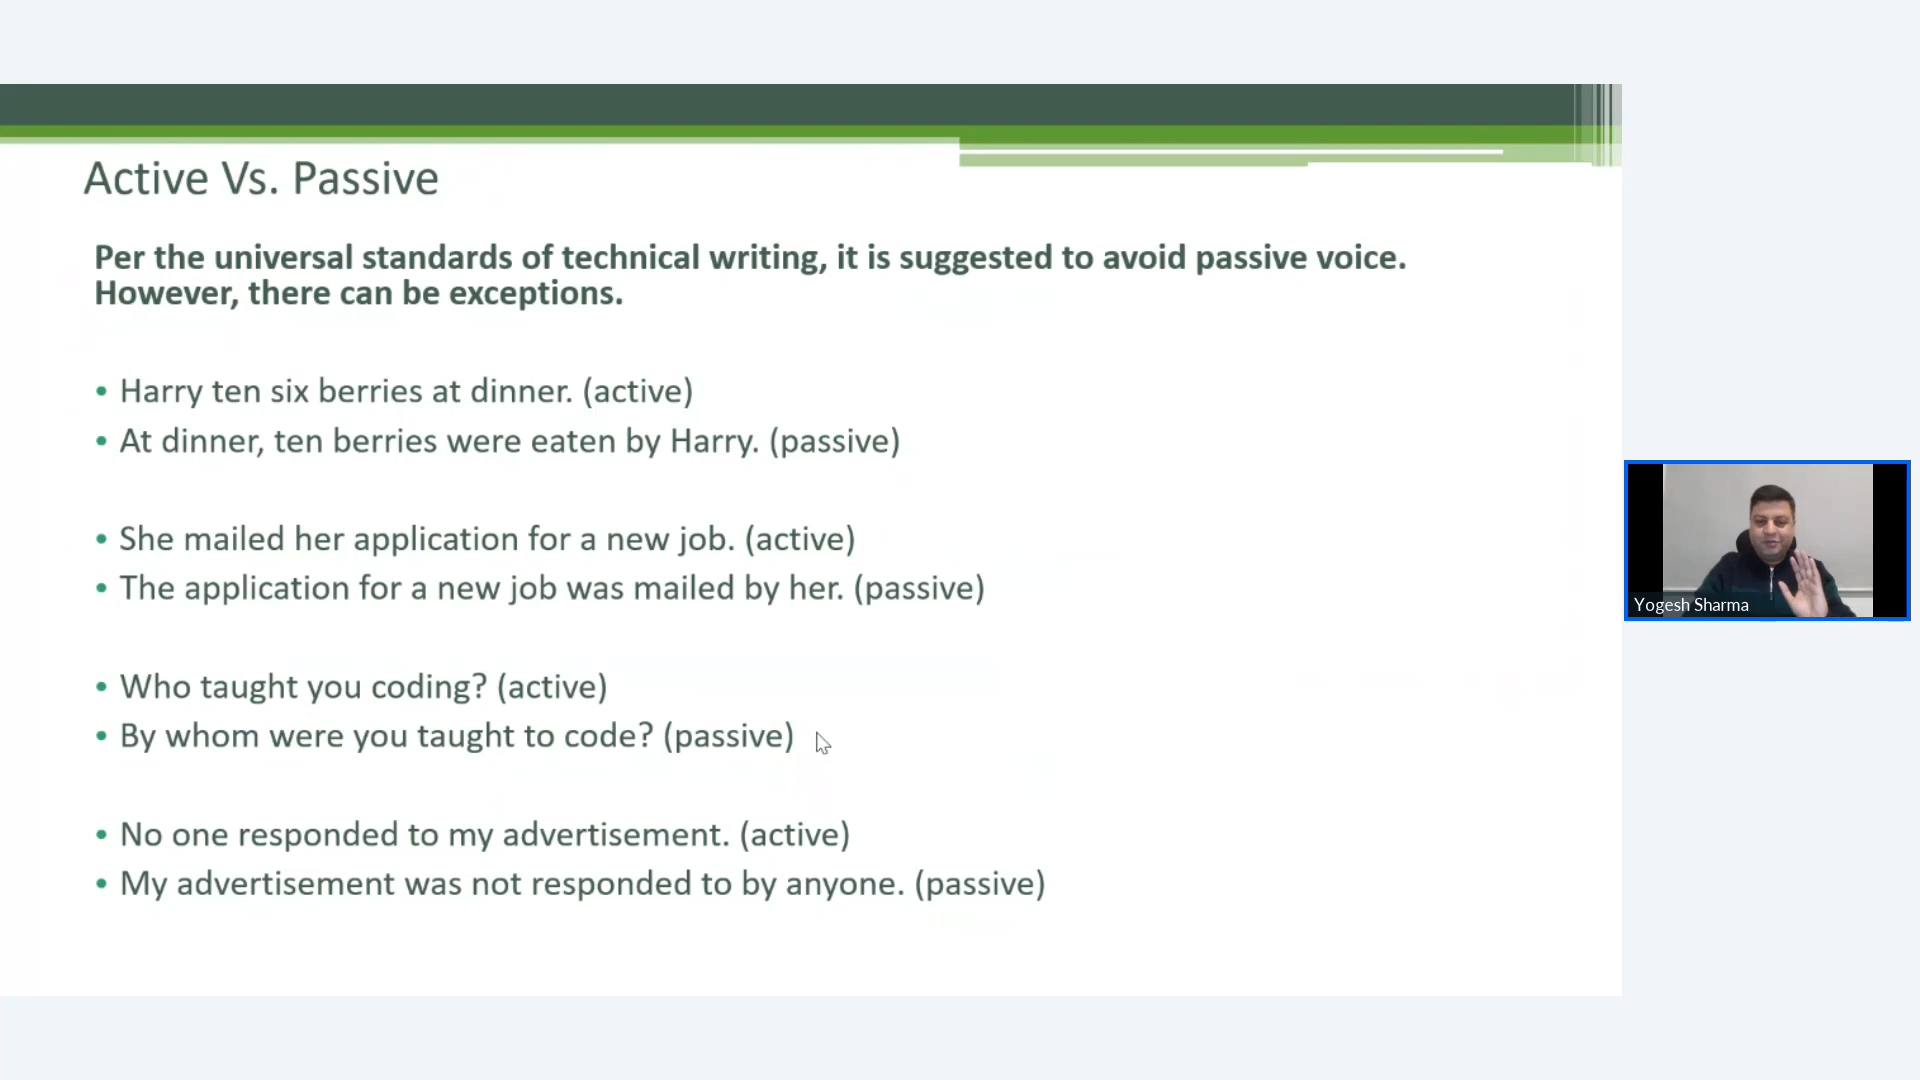 Active Vs. Passive
Per the universal standards of technical writing, it is suggested to avoid passive voice.
However, there can be exceptions.
• Harry ten six berries at dinner. (active)
• At dinner, ten berries were eaten by Harry. (passive)
• She mailed her application for a new job. (active)
• The application for a new job was mailed by her. (passive)
• Who taught you coding? (active)
• By whom were you taught to code? (passive)
• No one responded to my advertisement. (active)
• My advertisement was not responded to by anyone. (passive)
Yogesh Sharma